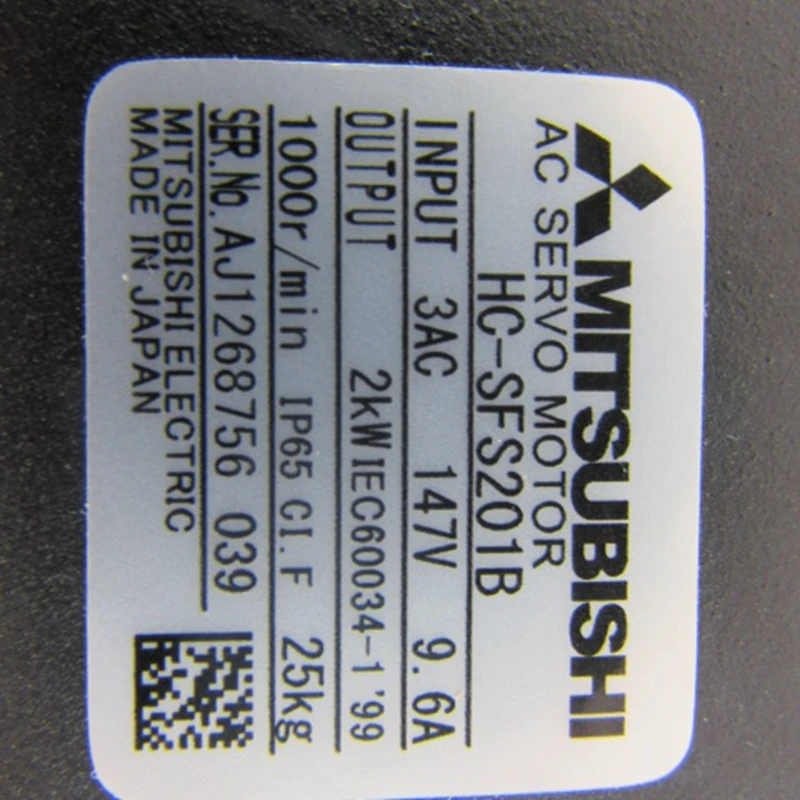 MITSUBISHI
AC SERVO MOTOR
HC-SFS201B
INPUT 3AC 147V 9.6A
OUTPUT 2kW IEC60034-1'99
1000r/min IP65 CI.F 25kg
SER.No.AJ1268756 039
MITSUBISHI ELECTRIC
MADE IN JAPAN